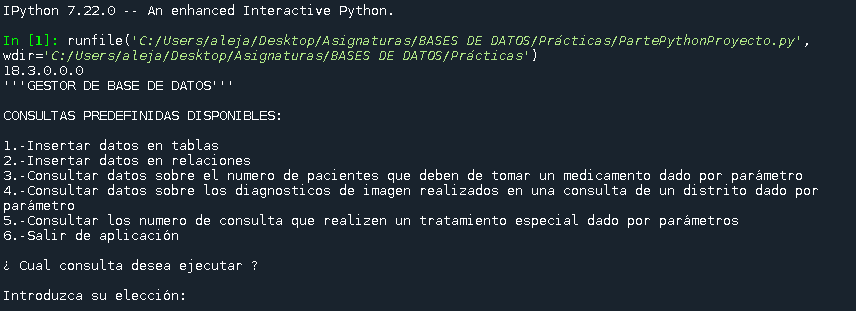 IPython 7.22.0 -- An enhanced Interactive Python.
In [1]: runfile('C:/Users/aleja/Desktop/Asignaturas/BASES DE DATOS/Prácticas/PartePythonProyecto.py',
wdir='C:/Users/aleja/Desktop/Asignaturas/BASES DE DATOS/Prácticas')
18.3.0.0.0
'''GESTOR DE BASE DE DATOS'''
CONSULTAS PREDEFINIDAS DISPONIBLES:
1.-Insertar datos en tablas
2.-Insertar datos en relaciones
3.-Consultar datos sobre el numero de pacientes que deben de tomar un medicamento dado por parámetro
4.-Consultar datos sobre los diagnosticos de imagen realizados en una consulta de un distrito dado por
parámetro
5.-Consultar los numero de consulta que realizen un tratamiento especial dado por parámetros
6.-Salir de aplicación
¿ Cual consulta desea ejecutar ?
Introduzca su elección: